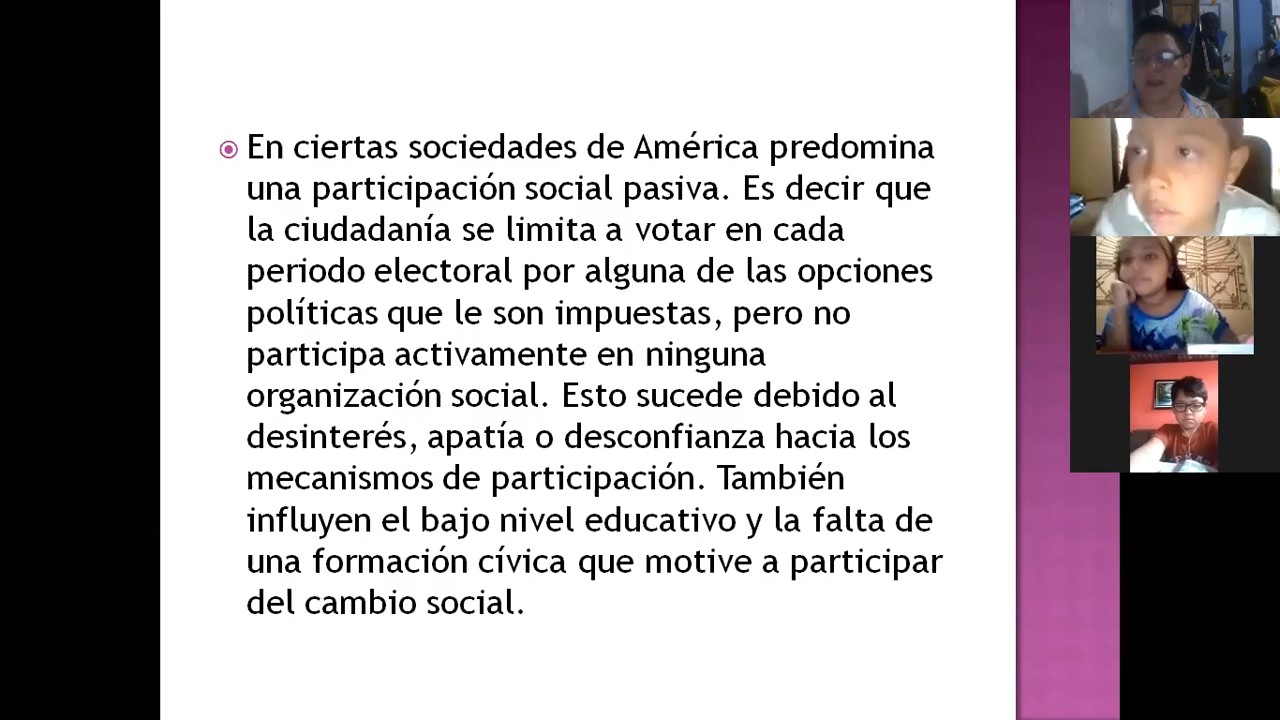 En ciertas sociedades de América predomina
una participación social pasiva. Es decir que
la ciudadanía se limita a votar en cada
periodo electoral por alguna de las opciones
políticas que le son impuestas, pero no
participa activamente en ninguna
organización social. Esto sucede debido al
desinterés, apatía o desconfianza hacia los
mecanismos de participación. También
influyen el bajo nivel educativo y la falta de
una formación cívica que motive a participar
del cambio social.